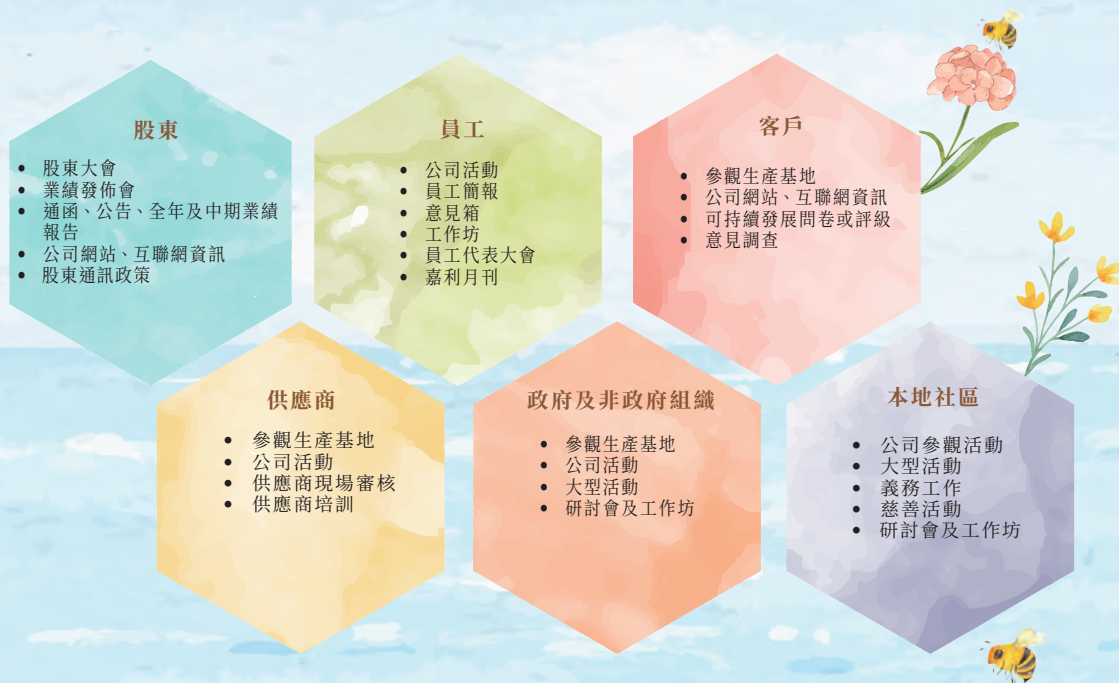 股東
• 股東大會
• 業績發佈會
• 通函、公告、全年及中期業績
報告
• 公司網站、互聯網資訊
• 股東通訊政策
員工
• 公司活動
• 員工簡報
• 意見箱
• 工作坊
• 員工代表大會
• 嘉利月刊
客戶
• 參觀生產基地
• 公司網站、互聯網資訊
• 可持續發展問卷或評級
• 意見調查
供應商
• 參觀生產基地
• 公司活動
• 供應商現場審核
• 供應商培訓
政府及非政府組織
• 參觀生產基地
• 公司活動
• 大型活動
• 研討會及工作坊
本地社區
• 公司參觀活動
• 大型活動
• 義務工作
• 慈善活動
• 研討會及工作坊